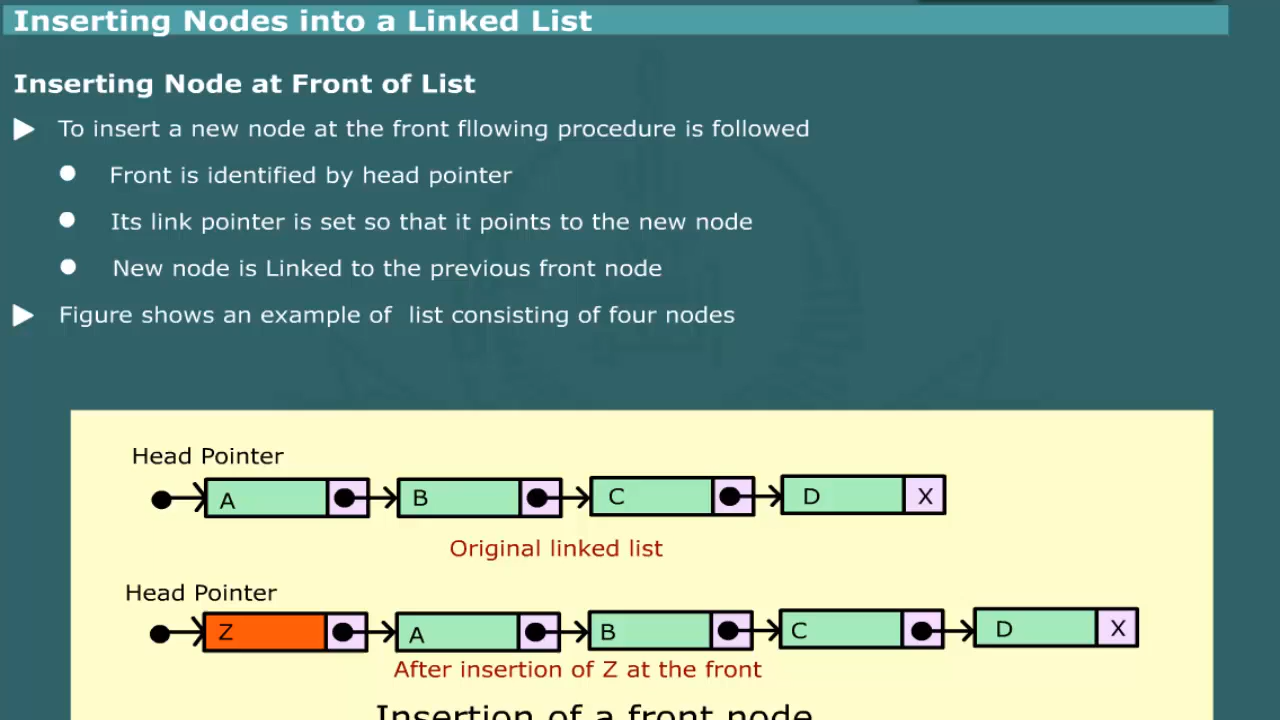 Inserting Nodes into a Linked List
Inserting Node at Front of List
To insert a new node at the front fllowing procedure is followed
Front is identified by head pointer
Its link pointer is set so that it points to the new node
New node is Linked to the previous front node
Figure shows an example of list consisting of four nodes
Head Pointer
A B C D X
Original linked list
Head Pointer
Z A B C D X
After insertion of Z at the front
Insertion of a front node